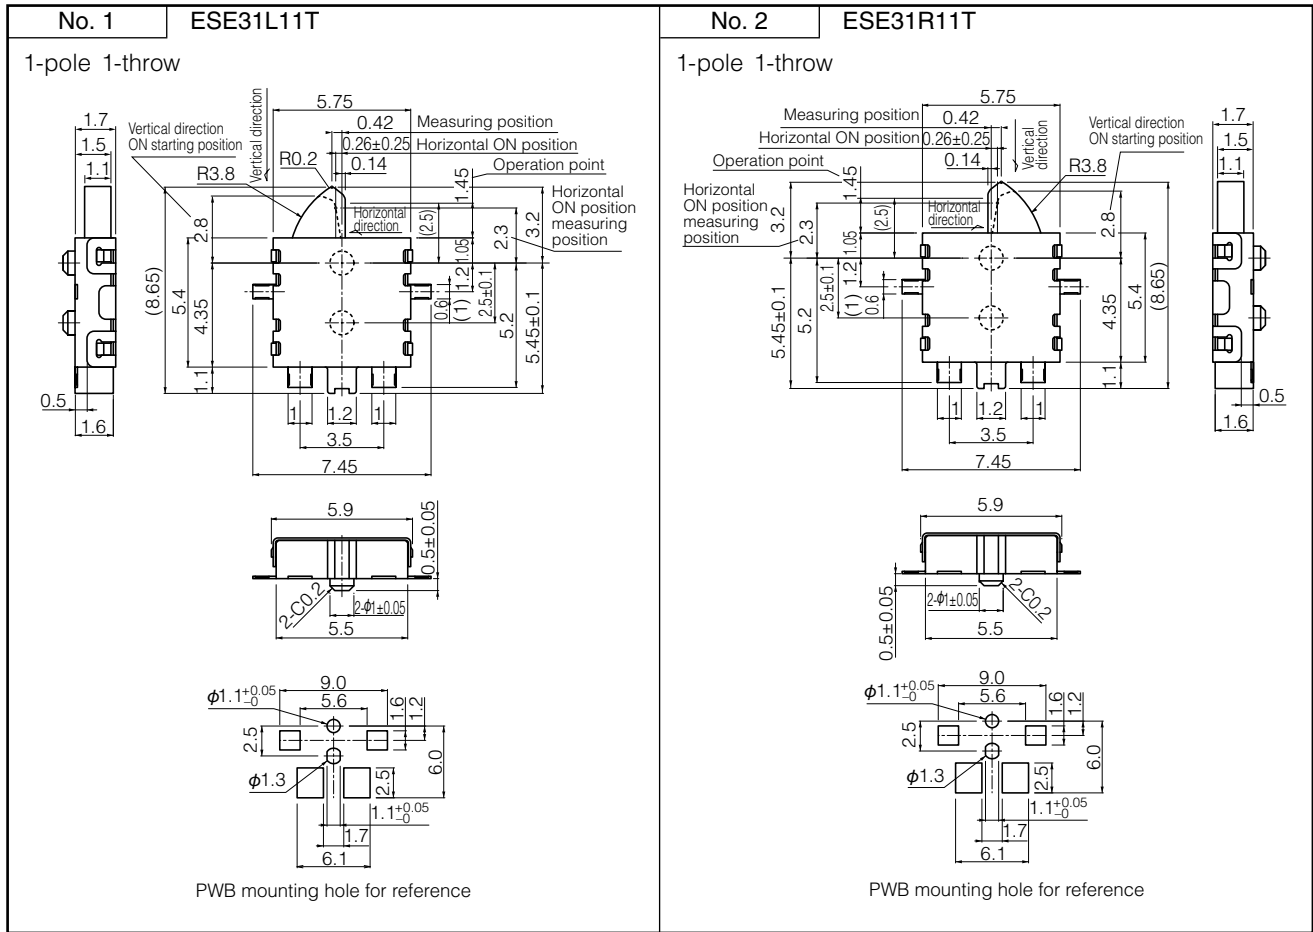 No. 1
ESE31L11T
1-pole 1-throw
5.75
1.7
1.5
1.1
Vertical direction
ON starting position
Vertical direction
0.42
Measuring position
0.26±0.25
Horizontal ON position
0.14
Operation point
R0.2
R3.8
Horizontal
direction
Horizontal
ON position
measuring
position
1.45
(2.5)
1.05
2.3
3.2
2.8
(8.65)
5.4
4.35
1.1
1.2
(1)
0.6
2.5±0.1
5.2
5.45±0.1
0.5
1.6
1
1.2
1
3.5
7.45
5.9
0.5±0.05
2-C0.2
2-ϕ1±0.05
5.5
ϕ1.1+0.05 −0
9.0
5.6
1.6
1.2
2.5
6.0
ϕ1.3
2.5
1.1+0.05 −0
1.7
6.1
PWB mounting hole for reference
No. 2
ESE31R11T
1-pole 1-throw
5.75
Measuring position
0.42
Horizontal ON position
0.26±0.25
Operation point
0.14
Vertical
direction
Vertical direction
ON starting position
1.7
1.5
1.1
R3.8
Horizontal
ON position
measuring
position
Horizontal
direction
1.45
(2.5)
1.05
2.3
3.2
2.8
1.2
(1)
0.6
2.5±0.1
5.2
5.45±0.1
4.35
5.4
(8.65)
1.1
0.5
1.6
1
1.2
1
3.5
7.45
5.9
0.5±0.05
2-ϕ1±0.05
2-C0.2
5.5
ϕ1.1+0.05 −0
9.0
5.6
1.6
1.2
2.5
6.0
ϕ1.3
2.5
1.1+0.05 −0
1.7
6.1
PWB mounting hole for reference